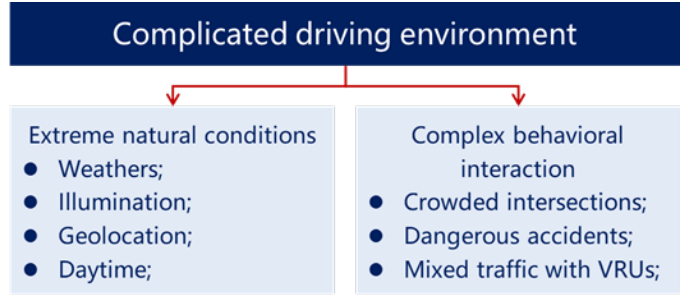 Complicated driving environment
Extreme natural conditions
● Weathers;
● Illumination;
● Geolocation;
● Daytime;
Complex behavioral
interaction
● Crowded intersections;
● Dangerous accidents;
● Mixed traffic with VRUs;